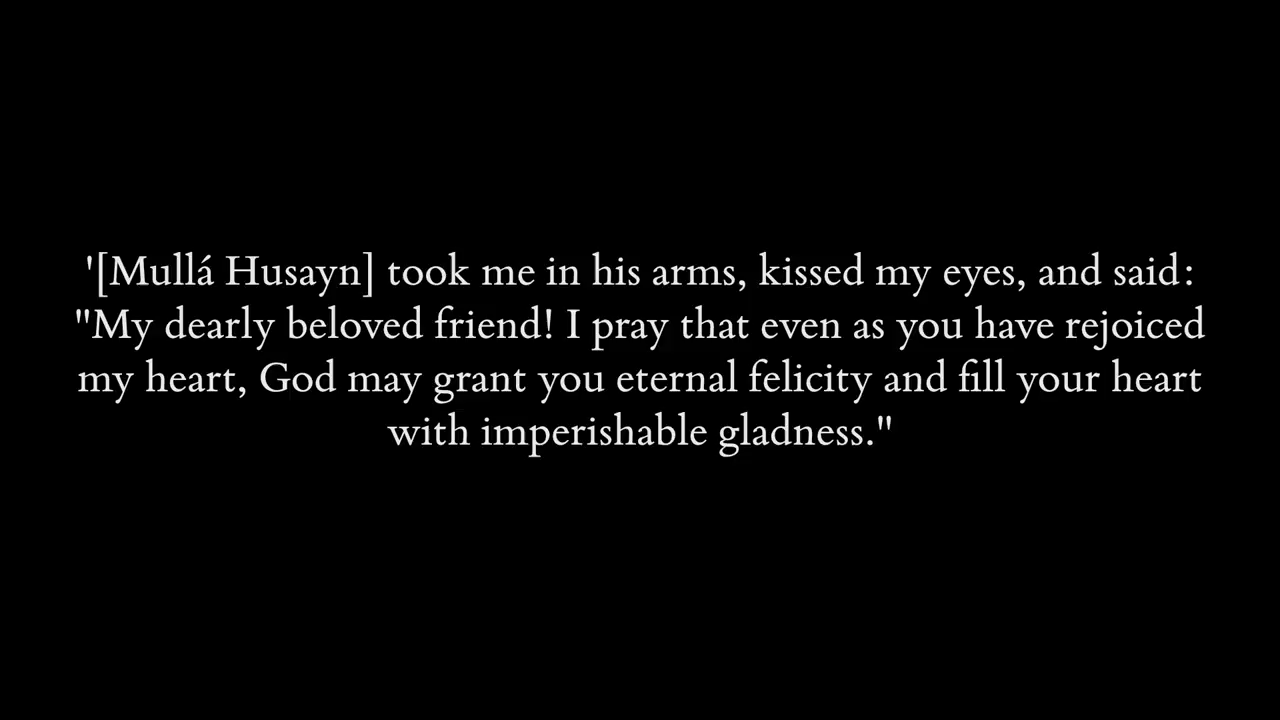 '[Mullá Husayn] took me in his arms, kissed my eyes, and said:
"My dearly beloved friend! I pray that even as you have rejoiced
my heart, God may grant you eternal felicity and fill your heart
with imperishable gladness."